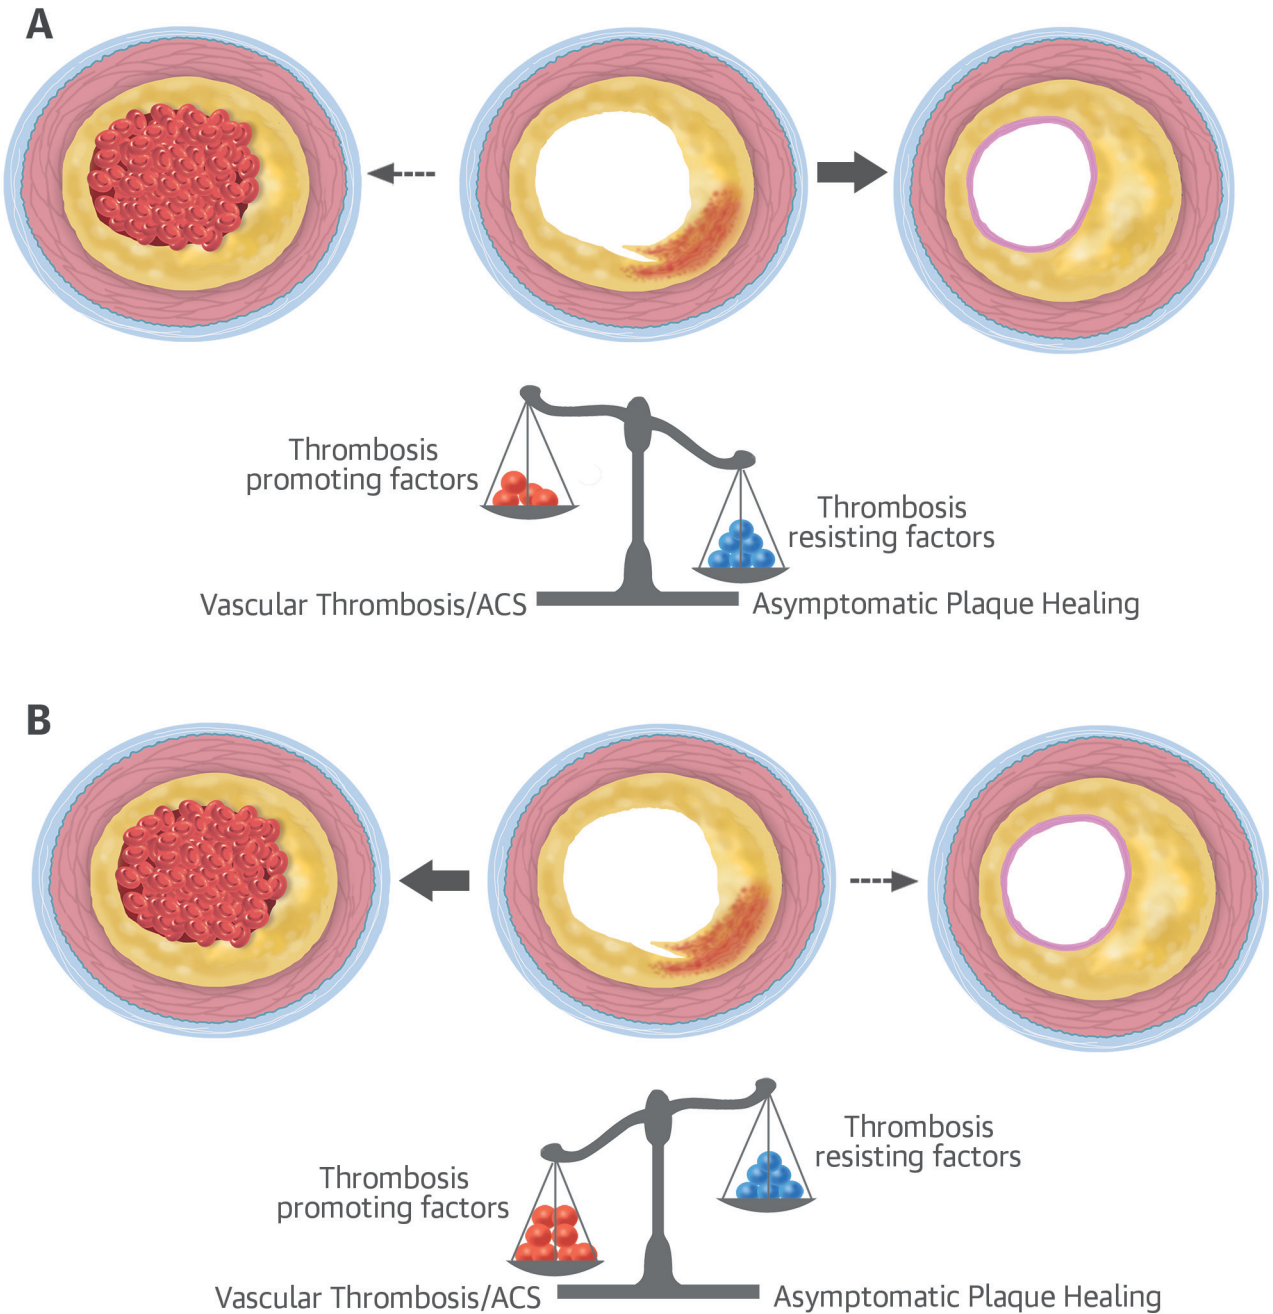 A
Thrombosis
promoting factors
Thrombosis
resisting factors
Vascular Thrombosis/ACS
Asymptomatic Plaque Healing
B
Thrombosis
resisting factors
Thrombosis
promoting factors
Vascular Thrombosis/ACS
Asymptomatic Plaque Healing